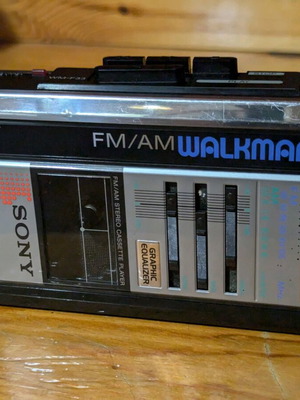 FM/AM WALKMA
SONY
FM/AM STEREO CASSETTE PLAYER
GRAPHIC
EQUALIZER